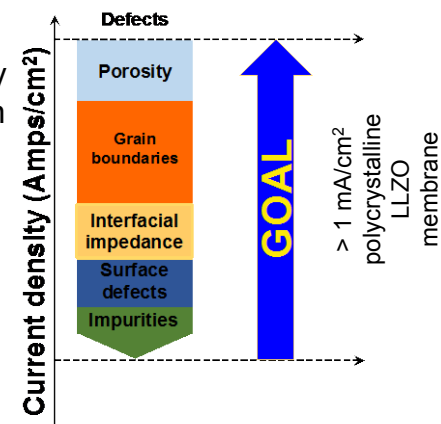 Defects
y
n
Current density (Amps/cm²)
Porosity
Grain
boundaries
Interfacial
impedance
Surface
defects
Impurities
GOAL
> 1 mA/cm²
polycrystalline
LLZO
membrane